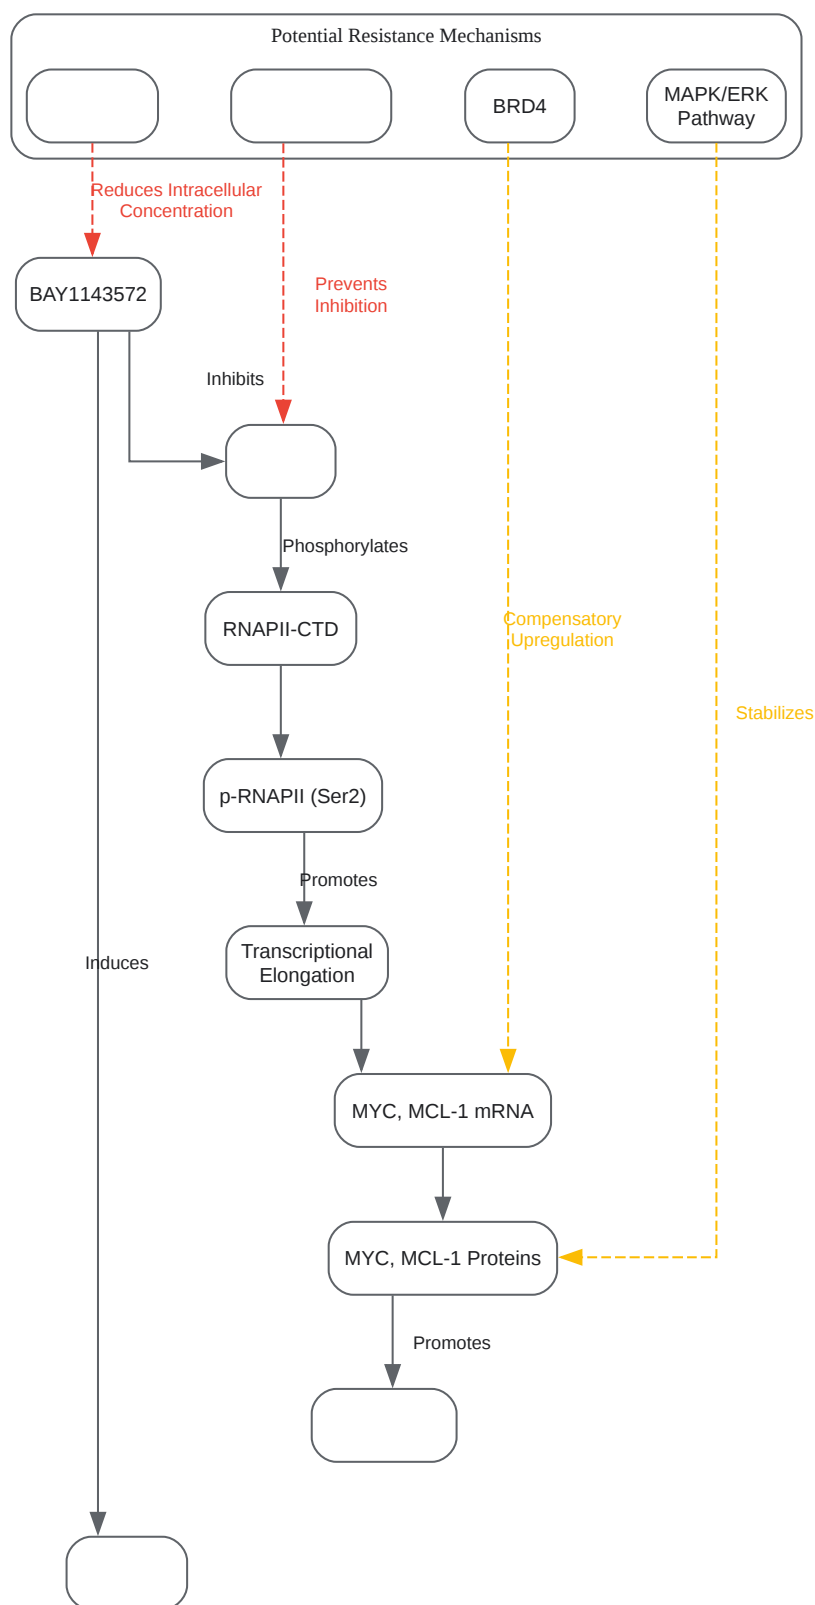 Potential Resistance Mechanisms
BRD4
MAPK/ERK
Pathway
Reduces Intracellular
Concentration
BAY1143572
Prevents
Inhibition
Inhibits
Phosphorylates
RNAPII-CTD
Compensatory
Upregulation
Stabilizes
p-RNAPII (Ser2)
Promotes
Transcriptional
Elongation
Induces
MYC, MCL-1 mRNA
MYC, MCL-1 Proteins
Promotes